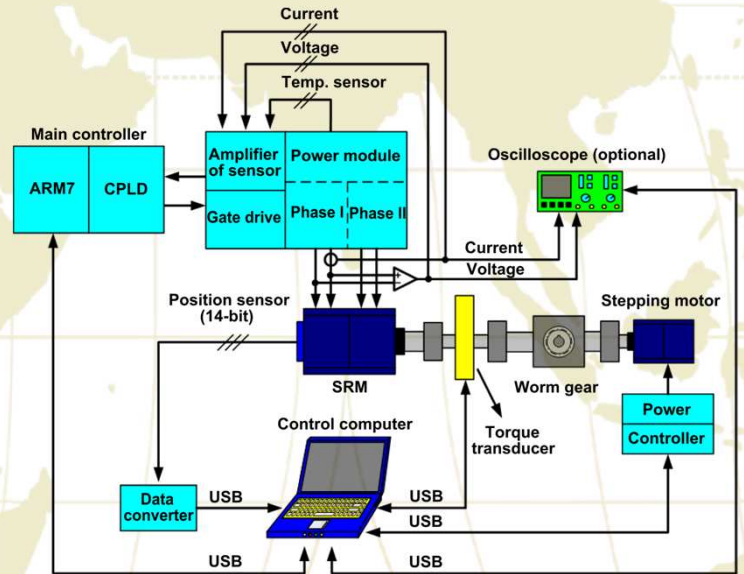 Current
Voltage
Temp. sensor
Main controller
ARM7
CPLD
Amplifier
of sensor
Power module
Gate drive
Phase I
Phase II
Oscilloscope (optional)
Current
Voltage
Position sensor
(14-bit)
Stepping motor
SRM
Worm gear
Torque
transducer
Power
Controller
Control computer
Data
converter
USB
USB
USB
USB
USB